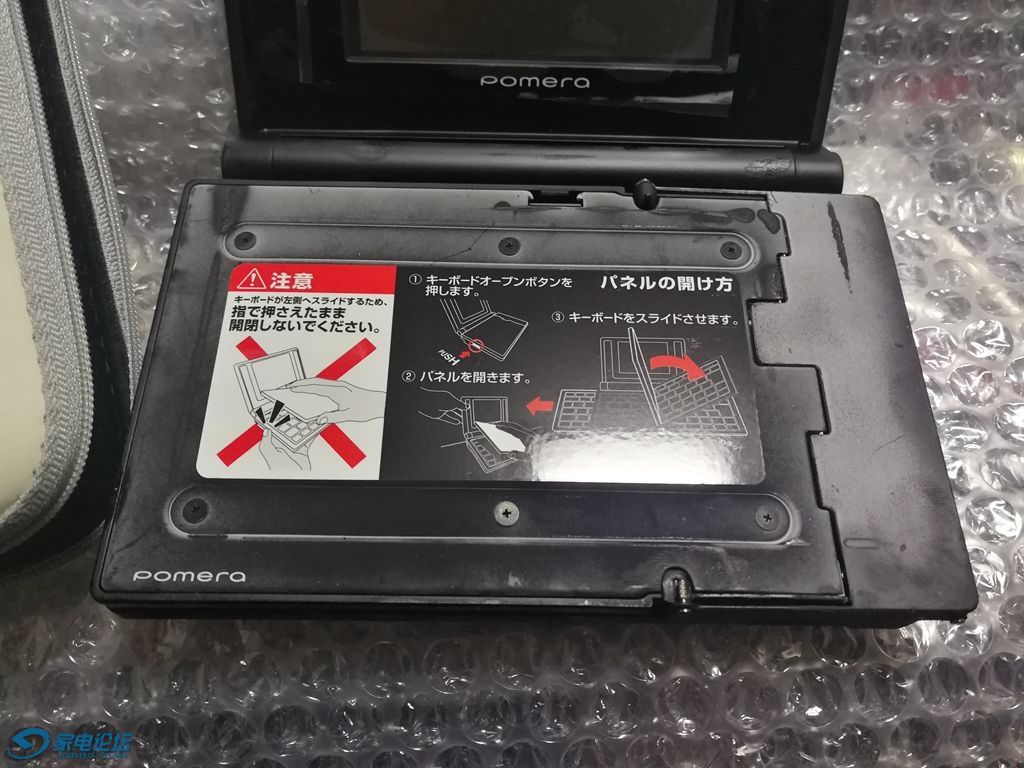 pomera
注意
キーボードが左側へスライドするため、
指で押さえたまま
開閉しないでください。
パネルの開け方
① キーボードオープンボタンを
押します。
PUSH
② パネルを開きます。
③ キーボードをスライドさせます。
pomera
家电论坛